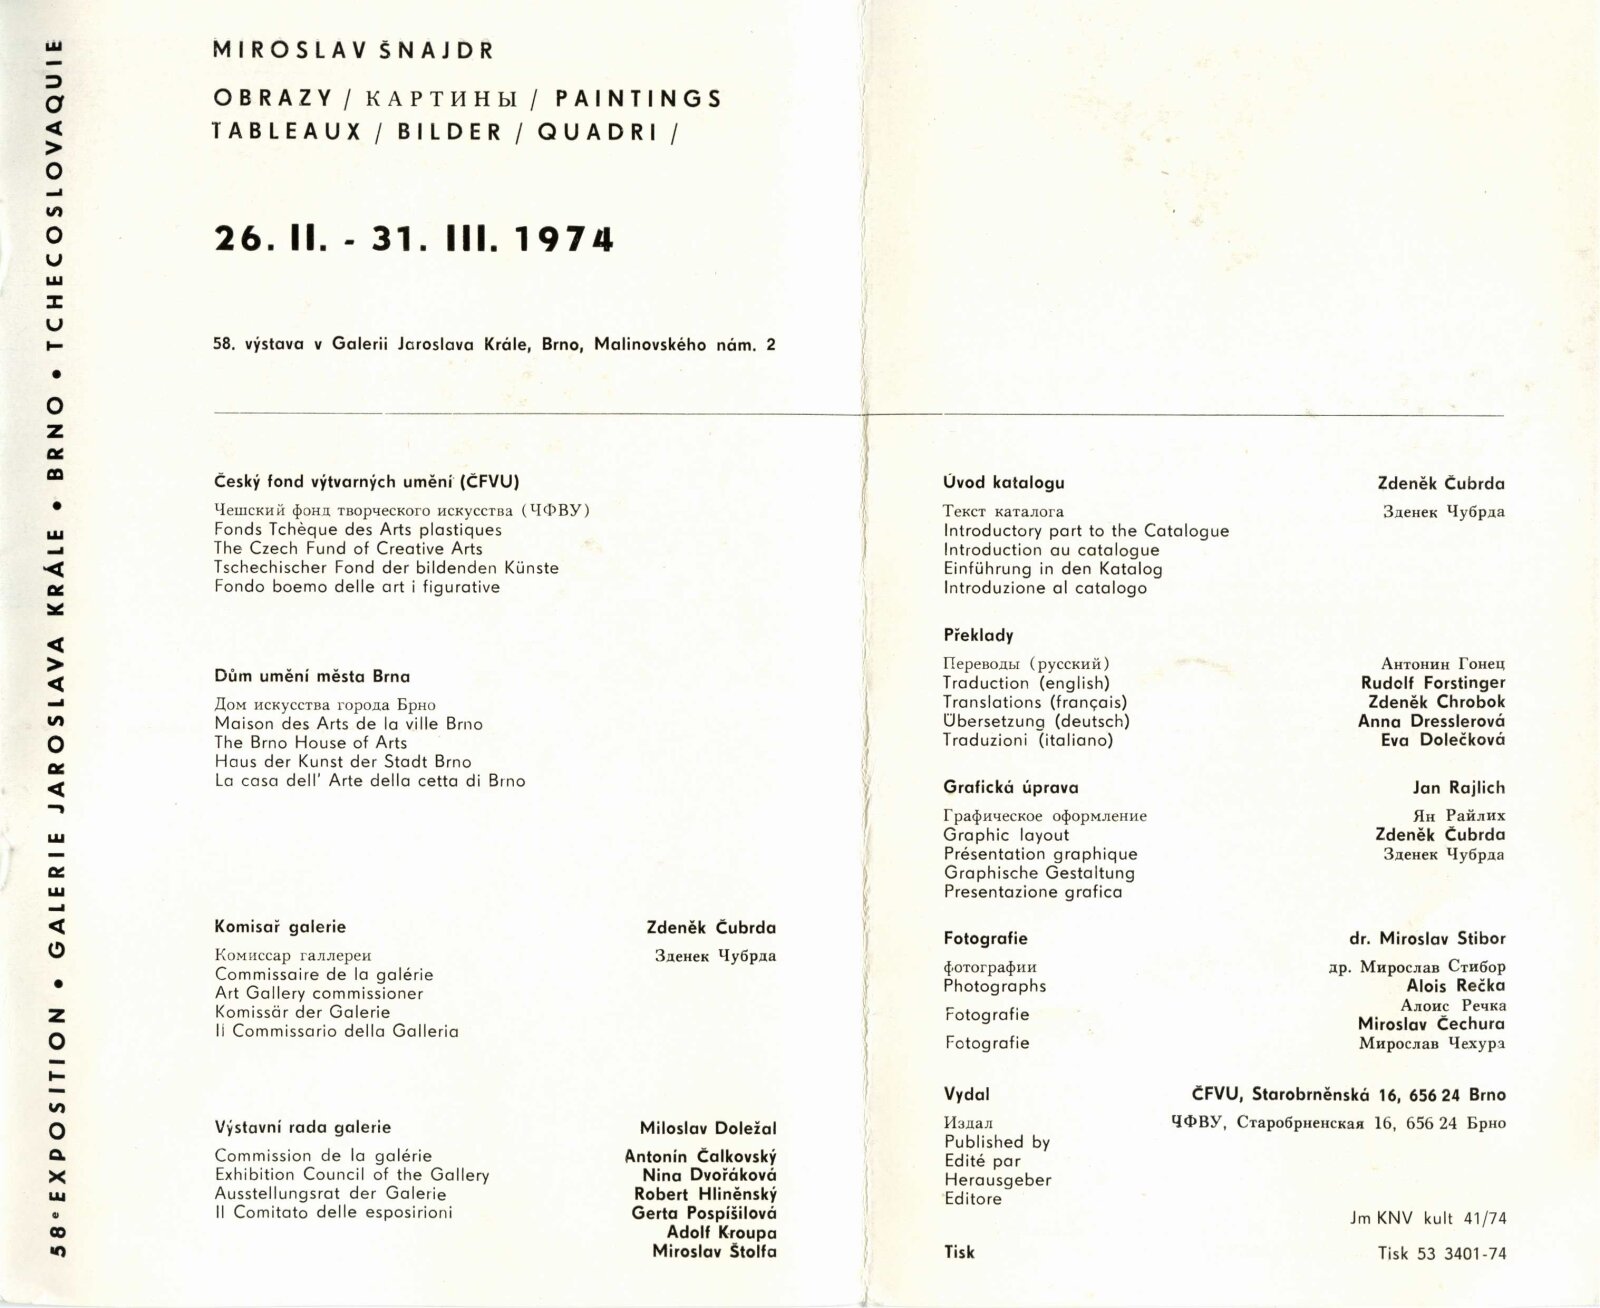 58e EXPOSITION • GALERIE JAROSLAVA KRÁLE • BRNO • TCHECOSLOVAQUIE
MIROSLAV ŠNAJDR
OBRAZY / КАРТИНЫ / PAINTINGS
TABLEAUX / BILDER / QUADRI /
26. II. - 31. III. 1974
58. výstava v Galerii Jaroslava Krále, Brno, Malinovského nám. 2
Český fond výtvarných umění (ČFVU)
Чешский фонд творческого искусства (ЧФВУ)
Fonds Tchèque des Arts plastiques
The Czech Fund of Creative Arts
Tschechischer Fond der bildenden Künste
Fondo boemo delle art i figurative
Dům umění města Brna
Дом искусства города Брно
Maison des Arts de la ville Brno
The Brno House of Arts
Haus der Kunst der Stadt Brno
La casa dell' Arte della cetta di Brno
Komisař galerie Zdeněk Čubrda
Комиссар галлереи Зденек Чубрда
Commissaire de la galérie
Art Gallery commissioner
Komissär der Galerie
Ii Commissario della Galleria
Výstavní rada galerie Miloslav Doležal
Commission de la galérie Antonín Čalkovský
Exhibition Council of the Gallery Nina Dvořáková
Ausstellungsrat der Galerie Robert Hliněnský
Il Comitato delle esposirioni Gerta Pospíšilová
Adolf Kroupa
Miroslav Štolfa
Úvod katalogu Zdeněk Čubrda
Текст каталога Зденек Чубрда
Introductory part to the Catalogue
Introduction au catalogue
Einführung in den Katalog
Introduzione al catalogo
Překlady
Переводы (русский) Антонин Гонец
Traduction (english) Rudolf Forstinger
Translations (français) Zdeněk Chrobok
Übersetzung (deutsch) Anna Dresslerová
Traduzioni (italiano) Eva Dolečková
Grafická úprava Jan Rajlich
Графическое оформление Ян Райлих
Graphic layout Zdeněk Čubrda
Présentation graphique Зденек Чубрда
Graphische Gestaltung
Presentazione grafica
Fotografie dr. Miroslav Stibor
фотографии др. Мирослав Стибор
Photographs Alois Rečka
Алоис Речка
Fotografie Miroslav Čechura
Fotografie Мирослав Чехура
Vydal ČFVU, Starobrněnská 16, 656 24 Brno
Издал ЧФВУ, Старобрненская 16, 656 24 Брно
Published by
Edité par
Herausgeber
Editore
Jm KNV kult 41/74
Tisk Tisk 53 3401-74